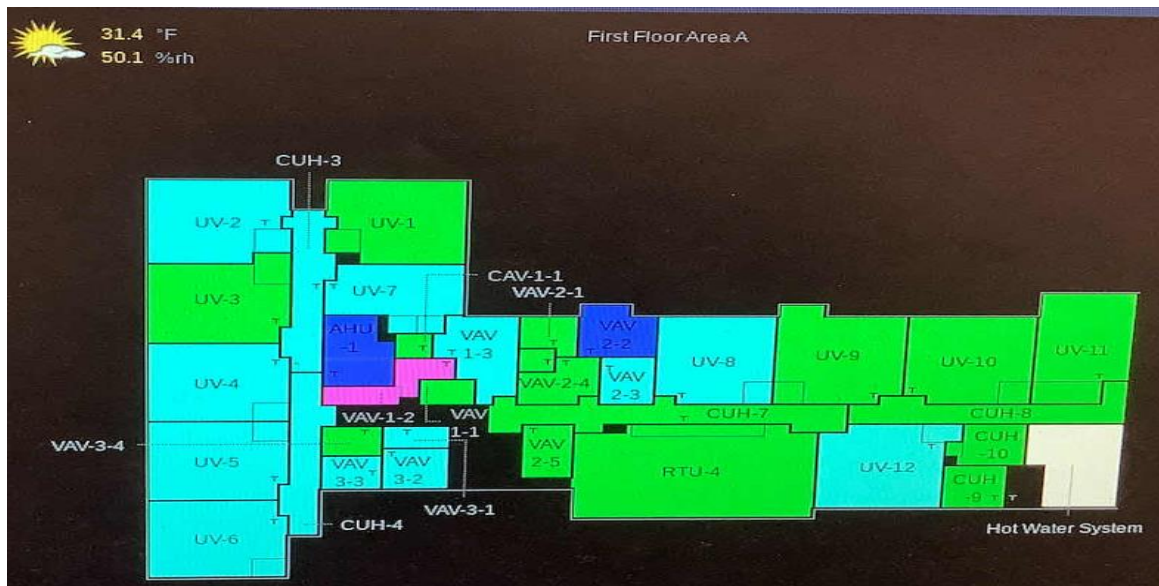 31.4 °F
50.1 %rh
First Floor Area A
CUH-3
UV-2
UV-1
CAV-1-1
VAV-2-1
UV-3
UV-7
AHU
-1
VAV
1-3
VAV
2-2
UV-8
UV-9
UV-10
UV-11
UV-4
VAV-2-4
VAV
2-3
VAV-1-2
VAV
1-1
CUH-7
CUH-8
VAV-3-4
UV-5
VAV
3-3
VAV
3-2
VAV
2-5
RTU-4
UV-12
CUH
-10
CUH
-9
VAV-3-1
CUH-4
Hot Water System
UV-6